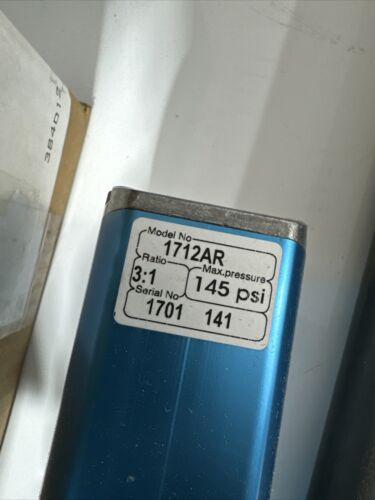 Model No
1712AR
Ratio
3:1
Max.pressure
145 psi
Serial No
1701 141